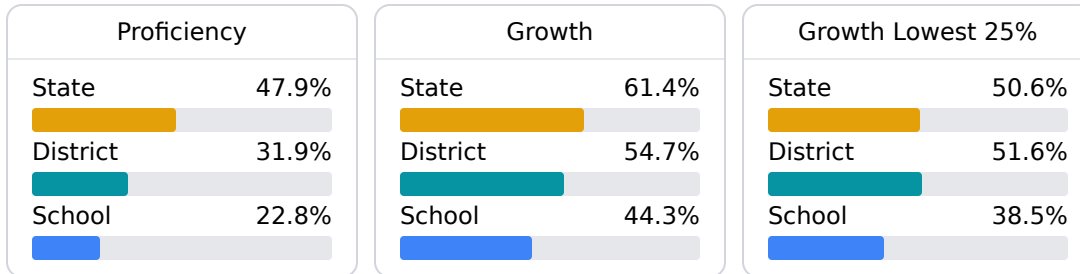 Proficiency
State 47.9%
District 31.9%
School 22.8%
Growth
State 61.4%
District 54.7%
School 44.3%
Growth Lowest 25%
State 50.6%
District 51.6%
School 38.5%